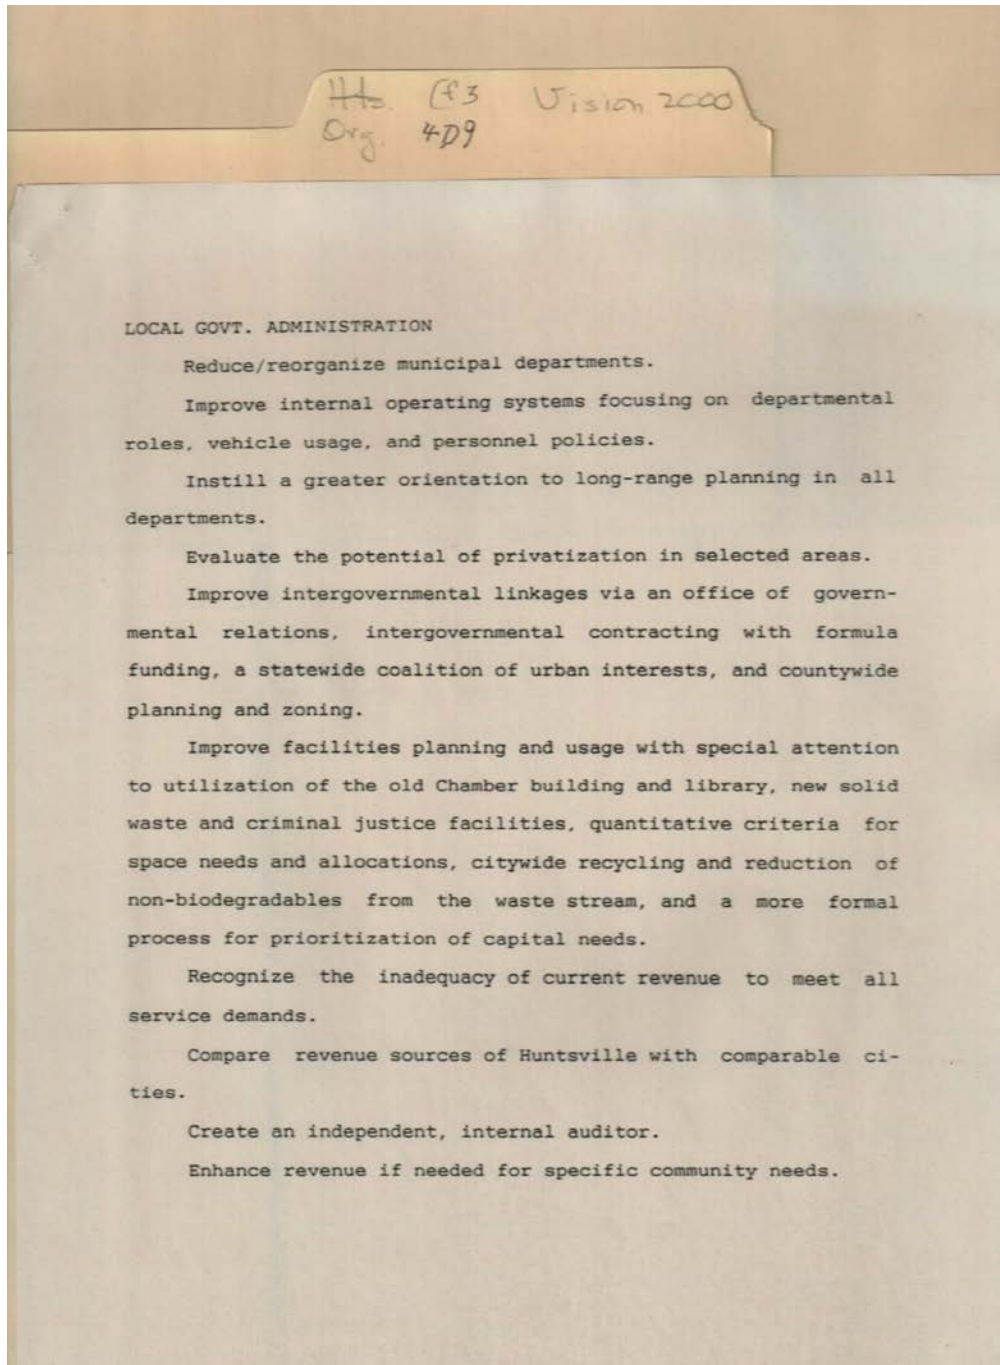 Hts. Cf3 Vision 2000
Org. 4D9
LOCAL GOVT. ADMINISTRATION
Reduce/reorganize municipal departments.
Improve internal operating systems focusing on departmental
roles, vehicle usage, and personnel policies.
Instill a greater orientation to long-range planning in all
departments.
Evaluate the potential of privatization in selected areas.
Improve intergovernmental linkages via an office of govern-
mental relations, intergovernmental contracting with formula
funding, a statewide coalition of urban interests, and countywide
planning and zoning.
Improve facilities planning and usage with special attention
to utilization of the old Chamber building and library, new solid
waste and criminal justice facilities, quantitative criteria for
space needs and allocations, citywide recycling and reduction of
non-biodegradables from the waste stream, and a more formal
process for prioritization of capital needs.
Recognize the inadequacy of current revenue to meet all
service demands.
Compare revenue sources of Huntsville with comparable ci-
ties.
Create an independent, internal auditor.
Enhance revenue if needed for specific community needs.